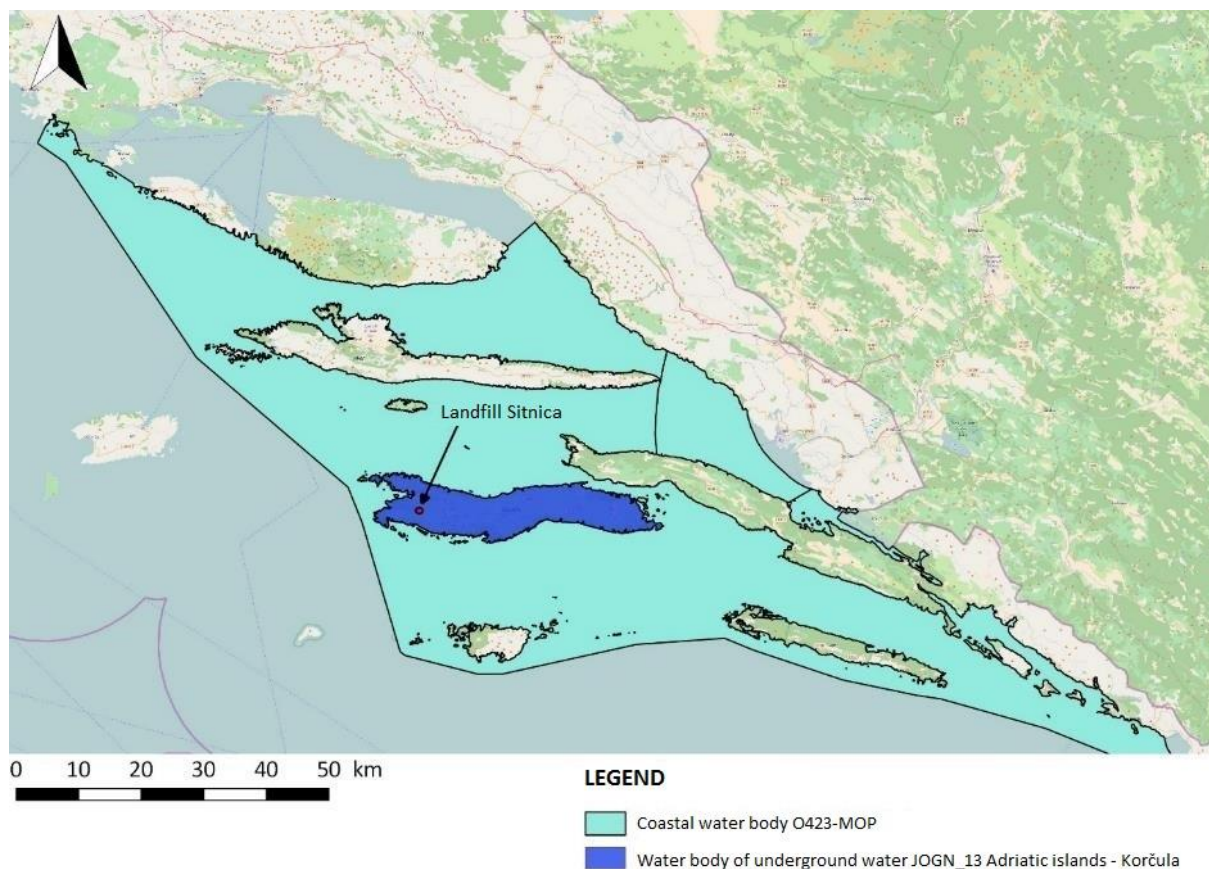 Landfill Sitnica
0 10 20 30 40 50 km
LEGEND
Coastal water body O423-MOP
Water body of underground water JOGN_13 Adriatic islands - Korčula